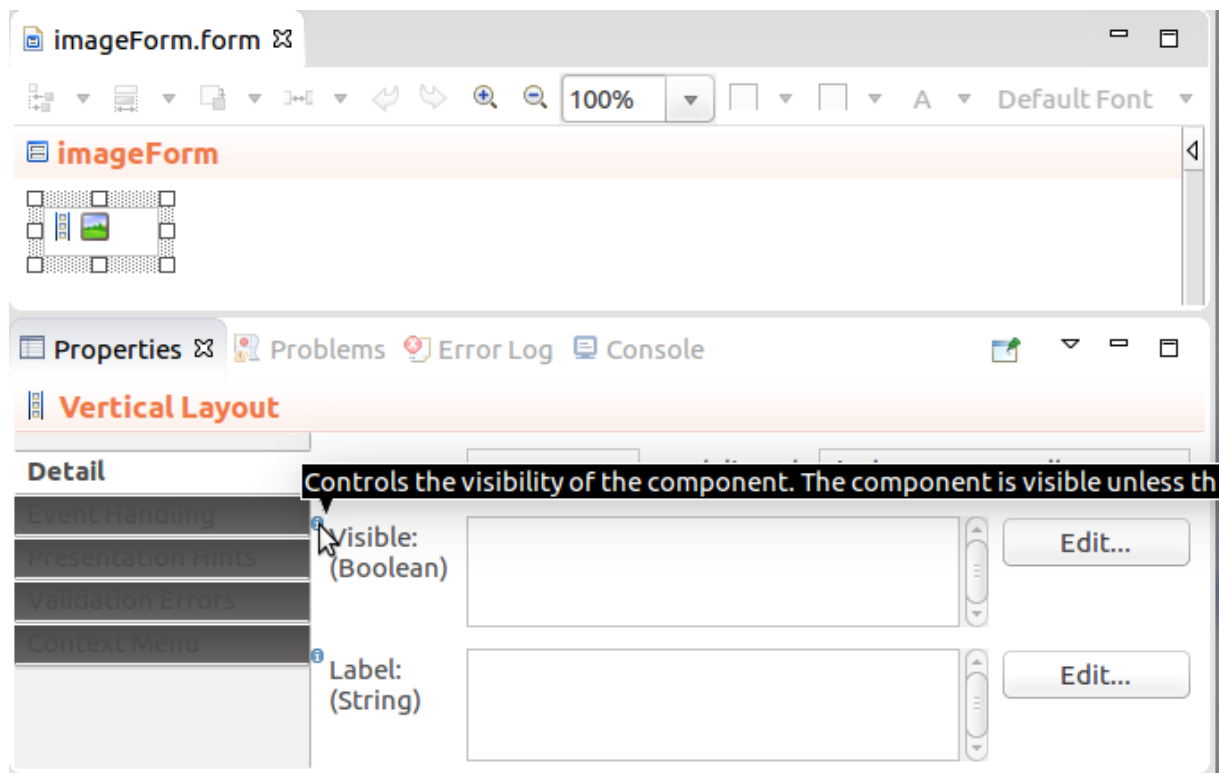 imageForm.form
100% A Default Font
imageForm
Properties Problems Error Log Console
Vertical Layout
Detail
Controls the visibility of the component. The component is visible unless th
Event Handling
Visible:
(Boolean)
Edit...
Presentation Hints
Validation Errors
Context Menu
Label:
(String)
Edit...